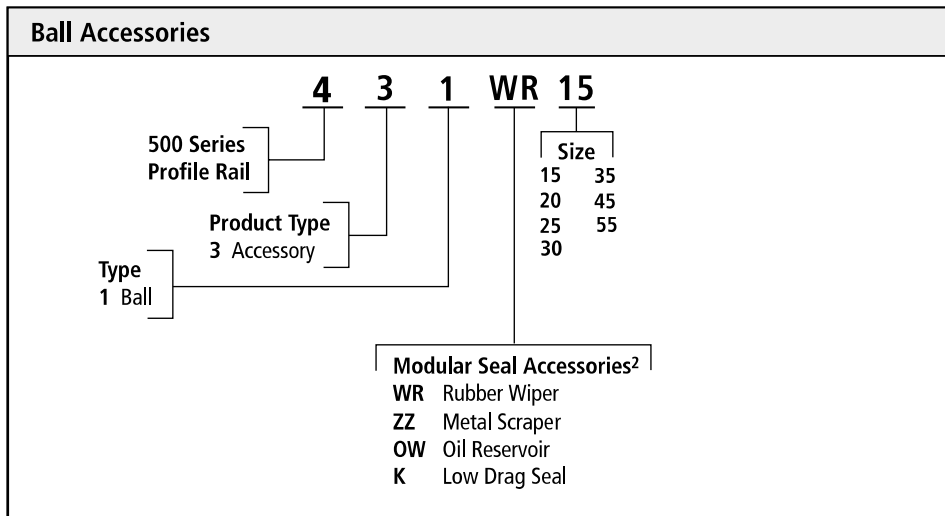 Ball Accessories
4 3 1 WR 15
500 Series
Profile Rail
Product Type
3 Accessory
Type
1 Ball
Size
15 35
20 45
25 55
30
Modular Seal Accessories²
WR Rubber Wiper
ZZ Metal Scraper
OW Oil Reservoir
K Low Drag Seal